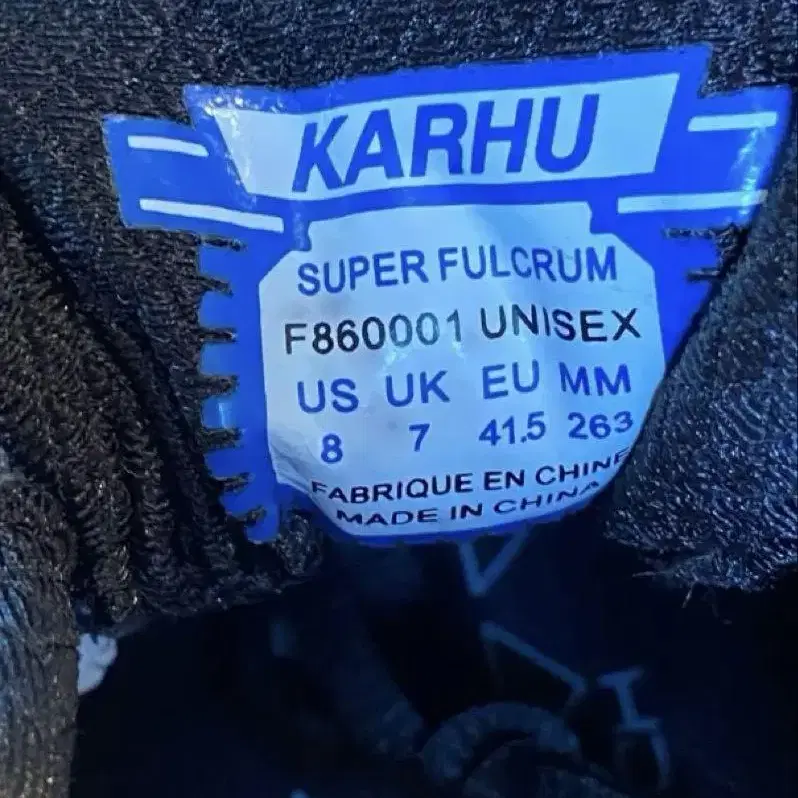 KARHU
SUPER FULCRUM
F860001 UNISEX
US UK EU MM
8 7 41.5 263
FABRIQUE EN CHINE
MADE IN CHINA